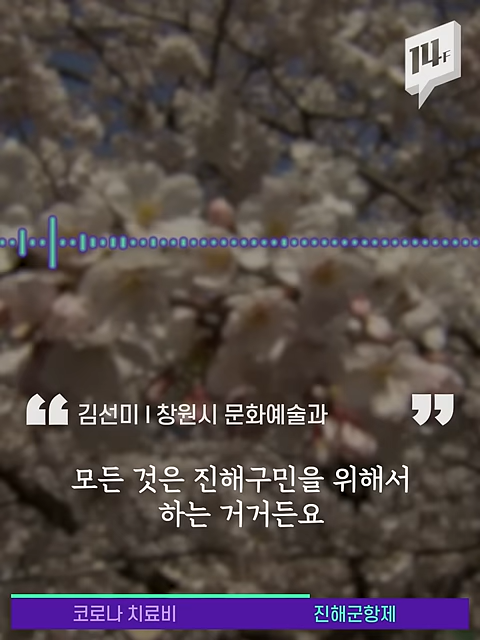 14F
“ 김선미 I 창원시 문화예술과 ”
모든 것은 진해구민을 위해서
하는 거거든요
코로나 치료비 진해군항제